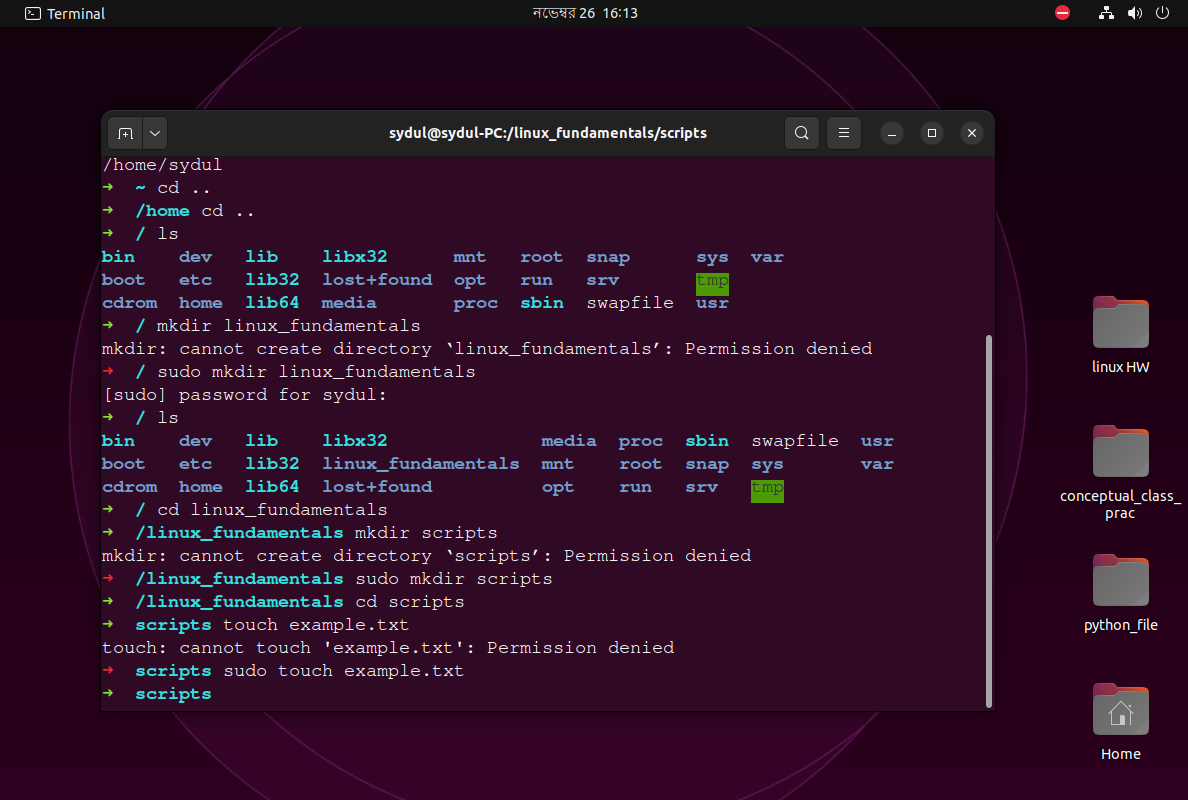 Terminal
নভেম্বর 26 16:13
sydul@sydul-PC:/linux_fundamentals/scripts
/home/sydul
➜ ~ cd ..
➜ /home cd ..
➜ / ls
bin dev lib libx32 mnt root snap sys var
boot etc lib32 lost+found opt run srv tmp
cdrom home lib64 media proc sbin swapfile usr
➜ / mkdir linux_fundamentals
mkdir: cannot create directory ‘linux_fundamentals’: Permission denied
➜ / sudo mkdir linux_fundamentals
[sudo] password for sydul:
➜ / ls
bin dev lib libx32 media proc sbin swapfile usr
boot etc lib32 linux_fundamentals mnt root snap sys var
cdrom home lib64 lost+found opt run srv tmp
➜ / cd linux_fundamentals
➜ /linux_fundamentals mkdir scripts
mkdir: cannot create directory ‘scripts’: Permission denied
➜ /linux_fundamentals sudo mkdir scripts
➜ /linux_fundamentals cd scripts
➜ scripts touch example.txt
touch: cannot touch 'example.txt': Permission denied
➜ scripts sudo touch example.txt
➜ scripts
linux HW
conceptual_class_
prac
python_file
Home